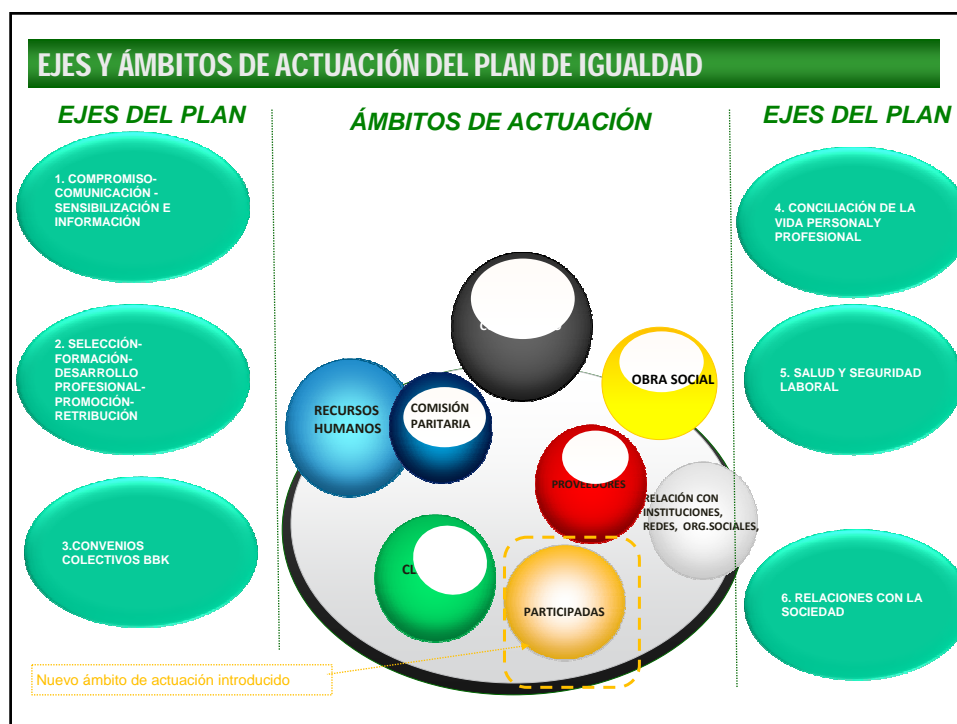 EJES Y ÁMBITOS DE ACTUACIÓN DEL PLAN DE IGUALDAD
EJES DEL PLAN
1. COMPROMISO-
COMUNICACIÓN -
SENSIBILIZACIÓN E
INFORMACIÓN
2. SELECCIÓN-
FORMACIÓN-
DESARROLLO
PROFESIONAL-
PROMOCIÓN-
RETRIBUCIÓN
3.CONVENIOS
COLECTIVOS BBK
ÁMBITOS DE ACTUACIÓN
OBRA SOCIAL
RECURSOS
HUMANOS
COMISIÓN
PARITARIA
PROVEEDORES
RELACIÓN CON
INSTITUCIONES,
REDES, ORG.SOCIALES,
PARTICIPADAS
Nuevo ámbito de actuación introducido
EJES DEL PLAN
4. CONCILIACIÓN DE LA
VIDA PERSONALY
PROFESIONAL
5. SALUD Y SEGURIDAD
LABORAL
6. RELACIONES CON LA
SOCIEDAD